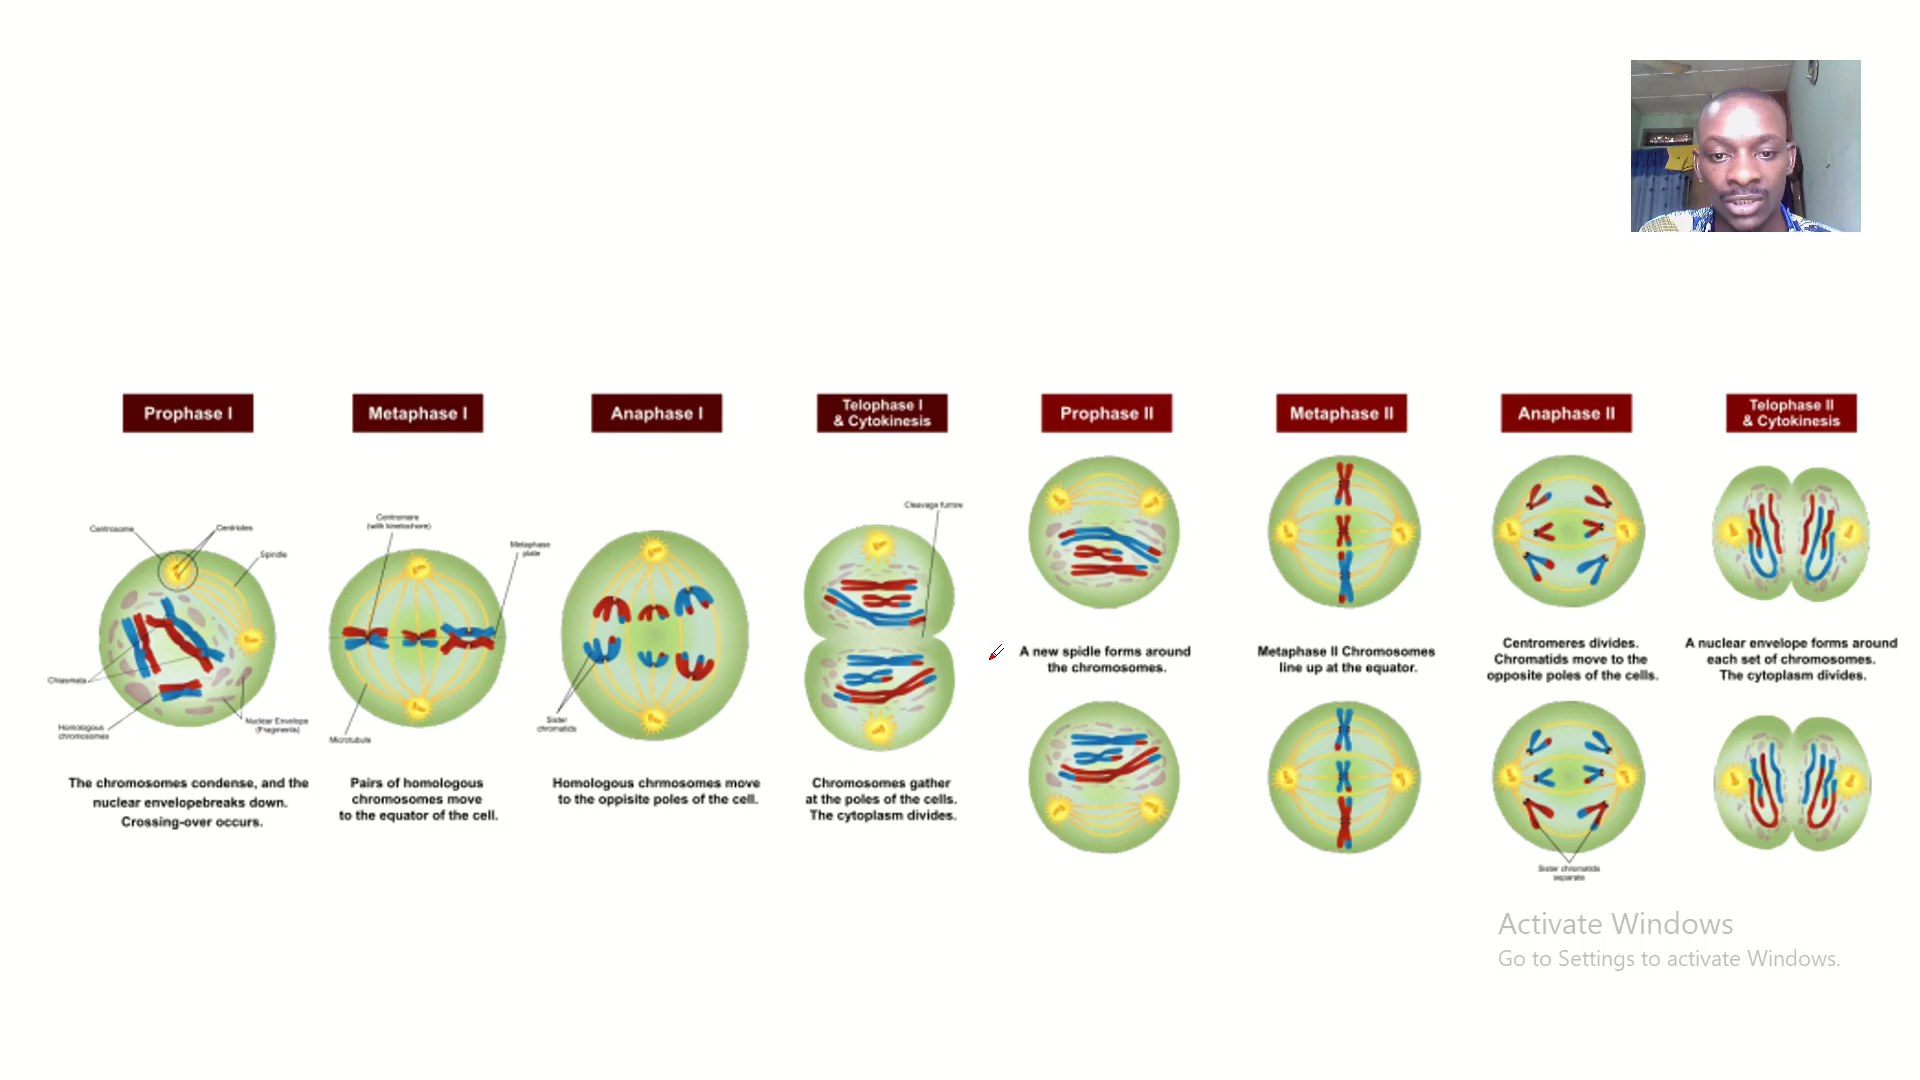 Prophase I
Metaphase I
Anaphase I
Telophase I
& Cytokinesis
Prophase II
Metaphase II
Anaphase II
Telophase II
& Cytokinesis
Centrosome
Centrioles
Spindle
Chiasmata
Homologous
chromosomes
Nuclear Envelope
(Fragments)
The chromosomes condense, and the
nuclear envelopebreaks down.
Crossing-over occurs.
Centromere
(with kinetochore)
Metaphase
plate
Microtubule
Pairs of homologous
chromosomes move
to the equator of the cell.
Sister
chromatids
Homologous chrmosomes move
to the oppisite poles of the cell.
Cleavage furrow
Chromosomes gather
at the poles of the cells.
The cytoplasm divides.
A new spidle forms around
the chromosomes.
Metaphase II Chromosomes
line up at the equator.
Centromeres divides.
Chromatids move to the
opposite poles of the cells.
Sister chromatids
separate
A nuclear envelope forms around
each set of chromosomes.
The cytoplasm divides.
Activate Windows
Go to Settings to activate Windows.